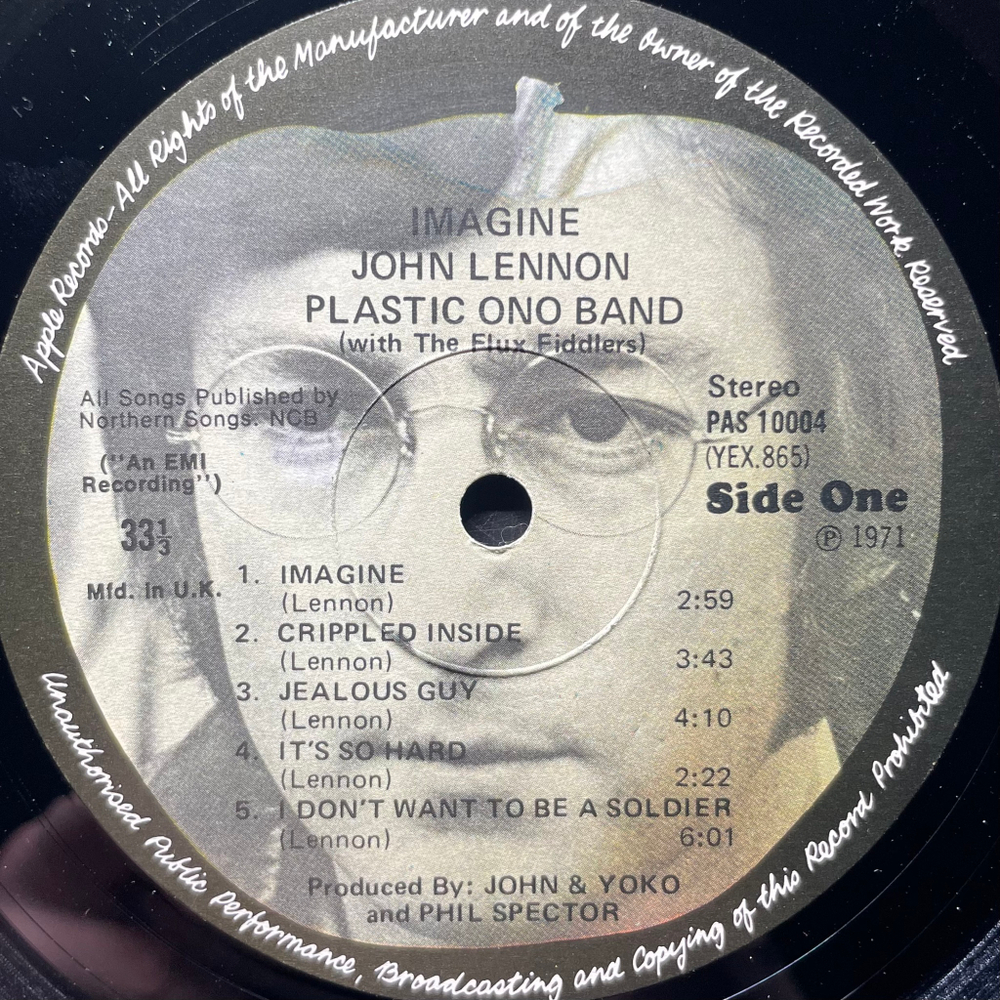 Apple Records-All Rights of the Manufacturer and of the Owner of the Recorded Work Reserved
IMAGINE
JOHN LENNON
PLASTIC ONO BAND
(with The Flux Fiddlers)
All Songs Published by
Northern Songs. NCB
(“An EMI
Recording”)
33⅓
Mfd. in U.K.
Stereo
PAS 10004
(YEX.865)
Side One
℗ 1971
1. IMAGINE
(Lennon) 2:59
2. CRIPPLED INSIDE
(Lennon) 3:43
3. JEALOUS GUY
(Lennon) 4:10
4. IT'S SO HARD
(Lennon) 2:22
5. I DON'T WANT TO BE A SOLDIER
(Lennon) 6:01
Produced By: JOHN & YOKO
and PHIL SPECTOR
Unauthorised Public Performance, Broadcasting and Copying of this Record Prohibited